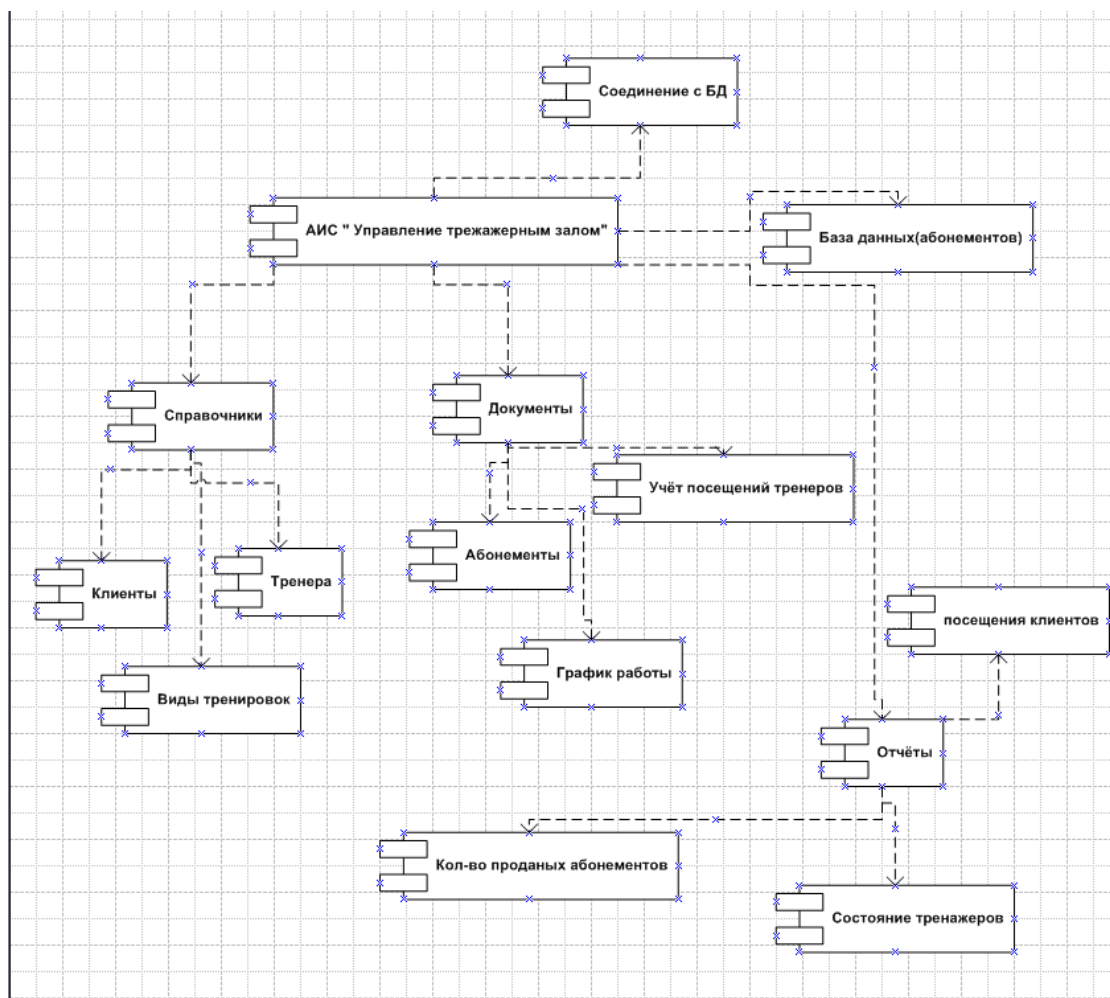 Соединение с БД
АИС " Управление трежажерным залом"
База данных(абонементов)
Справочники
Документы
Учёт посещений тренеров
Абонементы
Клиенты
Тренера
посещения клиентов
График работы
Виды тренировок
Отчёты
Кол-во проданых абонементов
Состояние тренажеров